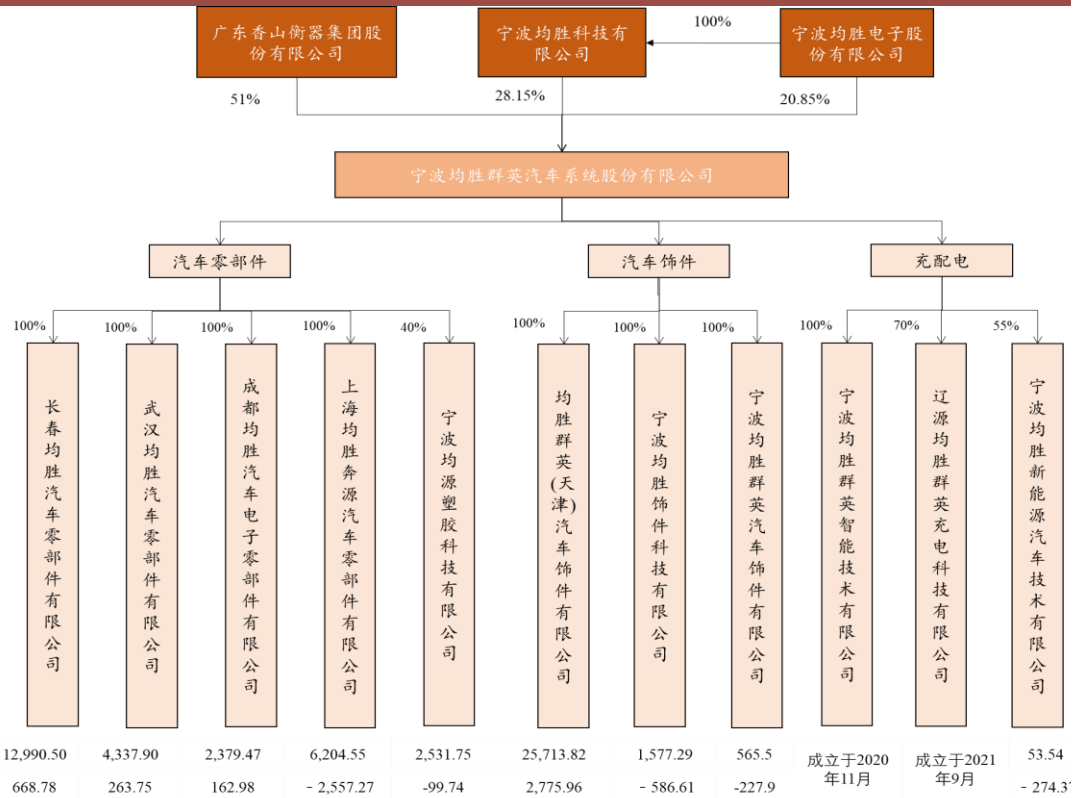 广东香山衡器集团股
份有限公司
宁波均胜科技有
限公司
100%
宁波均胜电子股
份有限公司
51%
28.15%
20.85%
宁波均胜群英汽车系统股份有限公司
汽车零部件
汽车饰件
充配电
100%
100%
100%
100%
40%
100%
100%
100%
100%
70%
55%
长春均胜汽车零部件有限公司
武汉均胜汽车零部件有限公司
成都均胜汽车电子零部件有限公司
上海均胜奔源汽车零部件有限公司
宁波均源塑胶科技有限公司
均胜群英(天津)汽车饰件有限公司
宁波均胜饰件科技有限公司
宁波均胜群英汽车饰件有限公司
宁波均胜群英智能技术有限公司
辽源均胜群英充电科技有限公司
宁波均胜新能源汽车技术有限公司
12,990.50
4,337.90
2,379.47
6,204.55
2,531.75
25,713.82
1,577.29
565.5
成立于2020
年11月
成立于2021
年9月
53.54
668.78
263.75
162.98
- 2,557.27
-99.74
2,775.96
- 586.61
-227.9
- 274.37